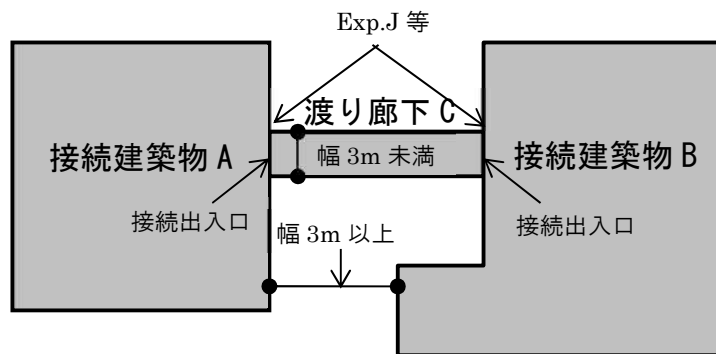 Exp.J 等
渡り廊下 C
接続建築物 A
幅 3m 未満
接続建築物 B
接続出入口
接続出入口
幅 3m 以上